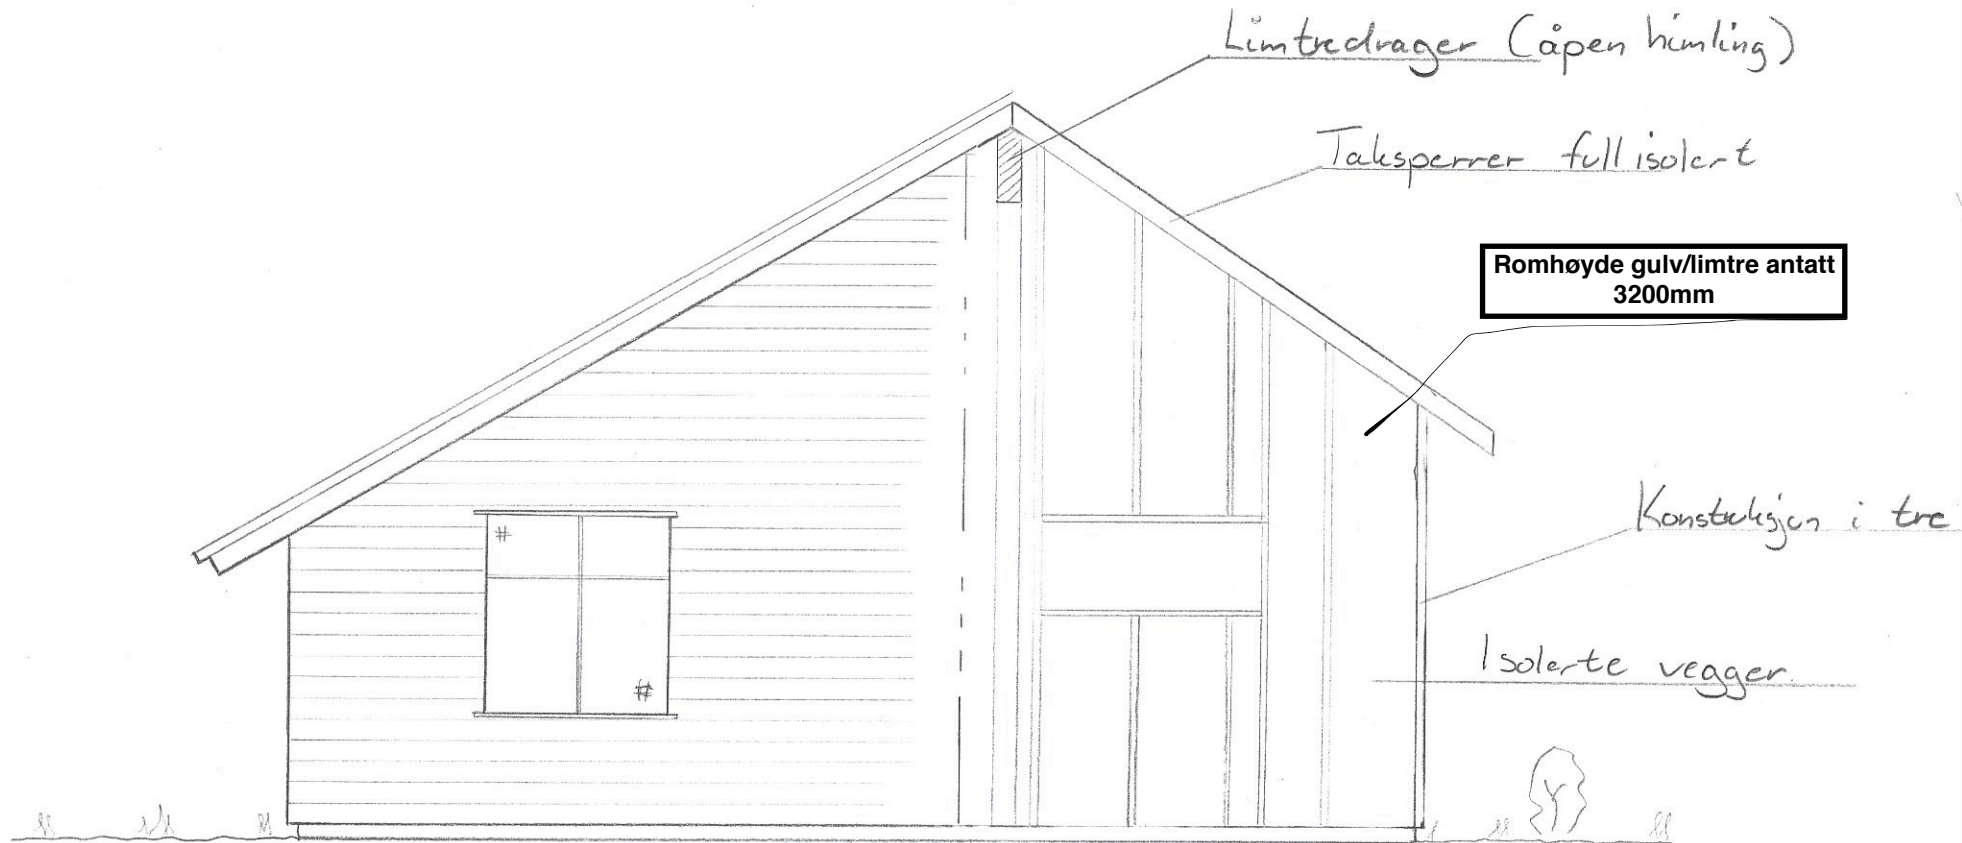 Limtredrager (åpen himling)
Taksperrer full isolert
Romhøyde gulv/limtre antatt
3200mm
Konstruksjon i tre
Isolerte vegger.